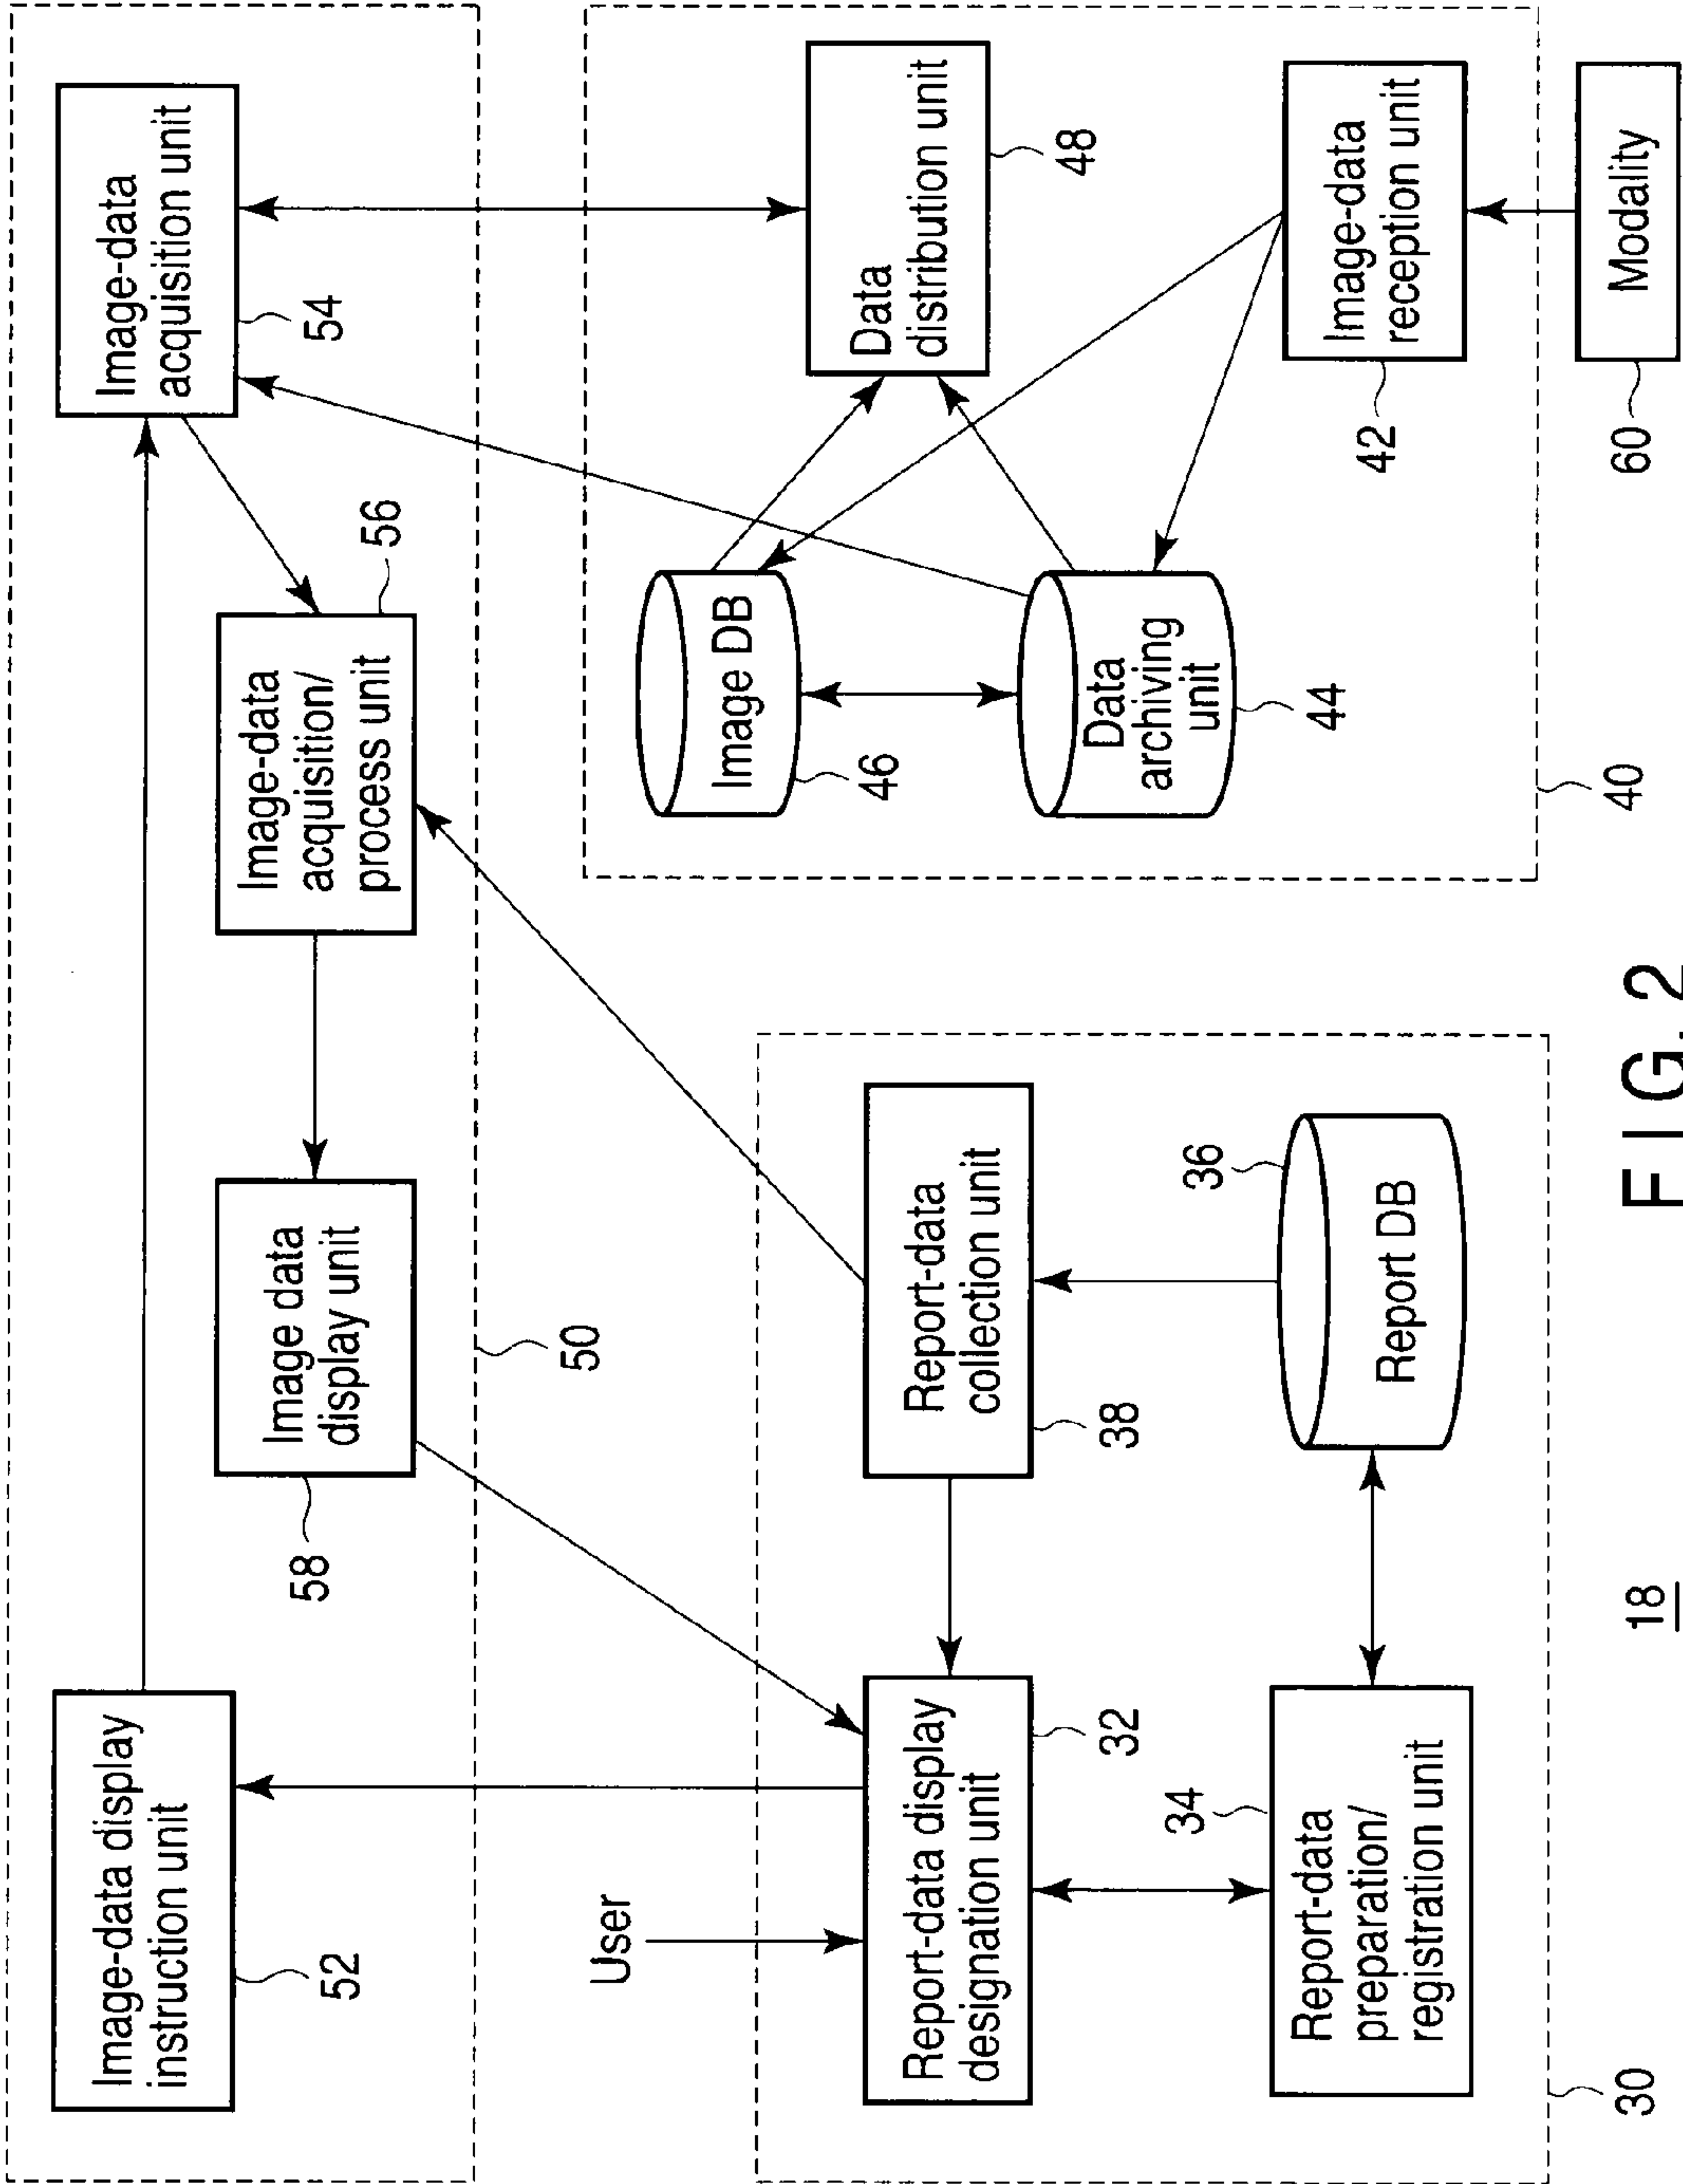 Image-data display
instruction unit
52
Image data
display unit
58
Image-data
acquisition/
process unit
56
Image-data
acquisition unit
54
50
User
Report-data display
designation unit
32
Report-data
collection unit
38
Report-data
preparation/
registration unit
34
Report DB
36
30
Image DB
46
Data
distribution unit
48
Data
archiving
unit
44
Image-data
reception unit
42
40
Modality
60
18
FIG. 2